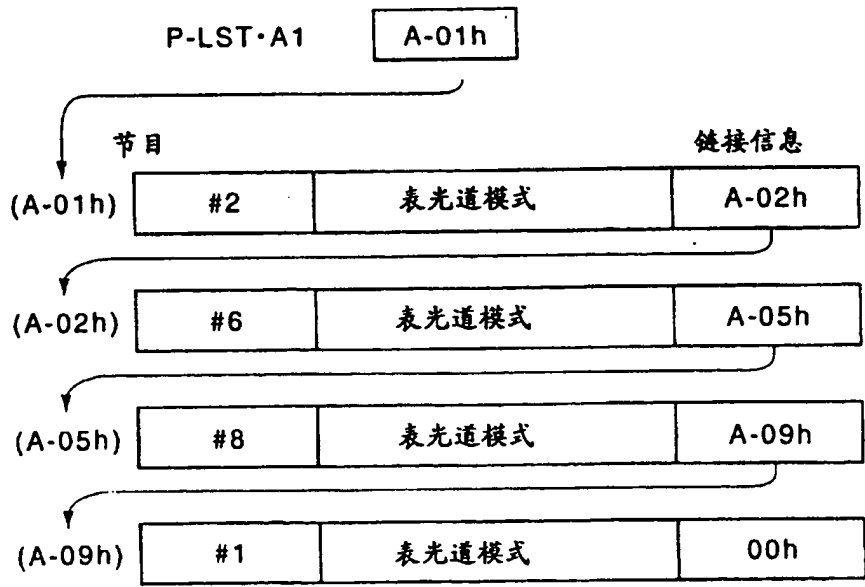 P-LST·A1 A-01h
节目 链接信息
(A-01h) #2 表光道模式 A-02h
(A-02h) #6 表光道模式 A-05h
(A-05h) #8 表光道模式 A-09h
(A-09h) #1 表光道模式 00h